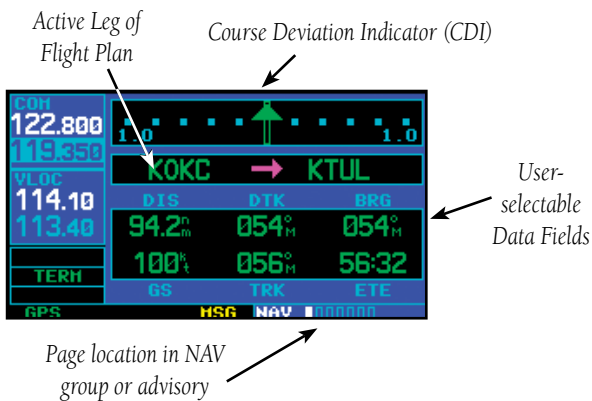 Active Leg of
Flight Plan
Course Deviation Indicator (CDI)
COM
122.800
119.350
1.0 1.0
KOKC → KTUL
VLOC
114.10
113.40
DIS DTK BRG
94.2nm 054°M 054°M
100kt 056°M 56:32
GS TRK ETE
TERM
GPS MSG NAV
User-
selectable
Data Fields
Page location in NAV
group or advisory